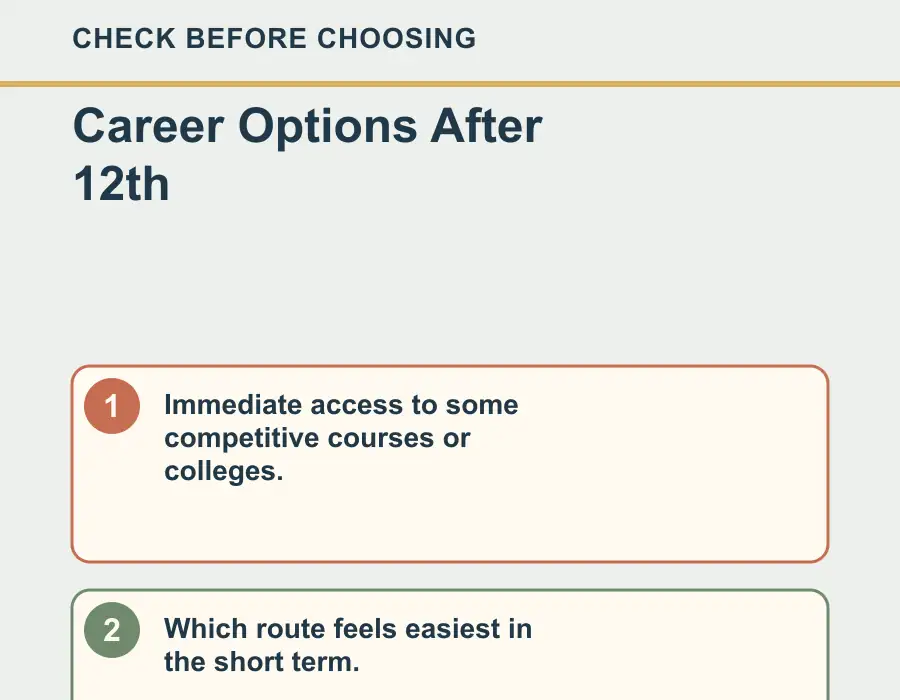 CHECK BEFORE CHOOSING
Career Options After
12th
1
Immediate access to some
competitive courses or
colleges.
2
Which route feels easiest in
the short term.